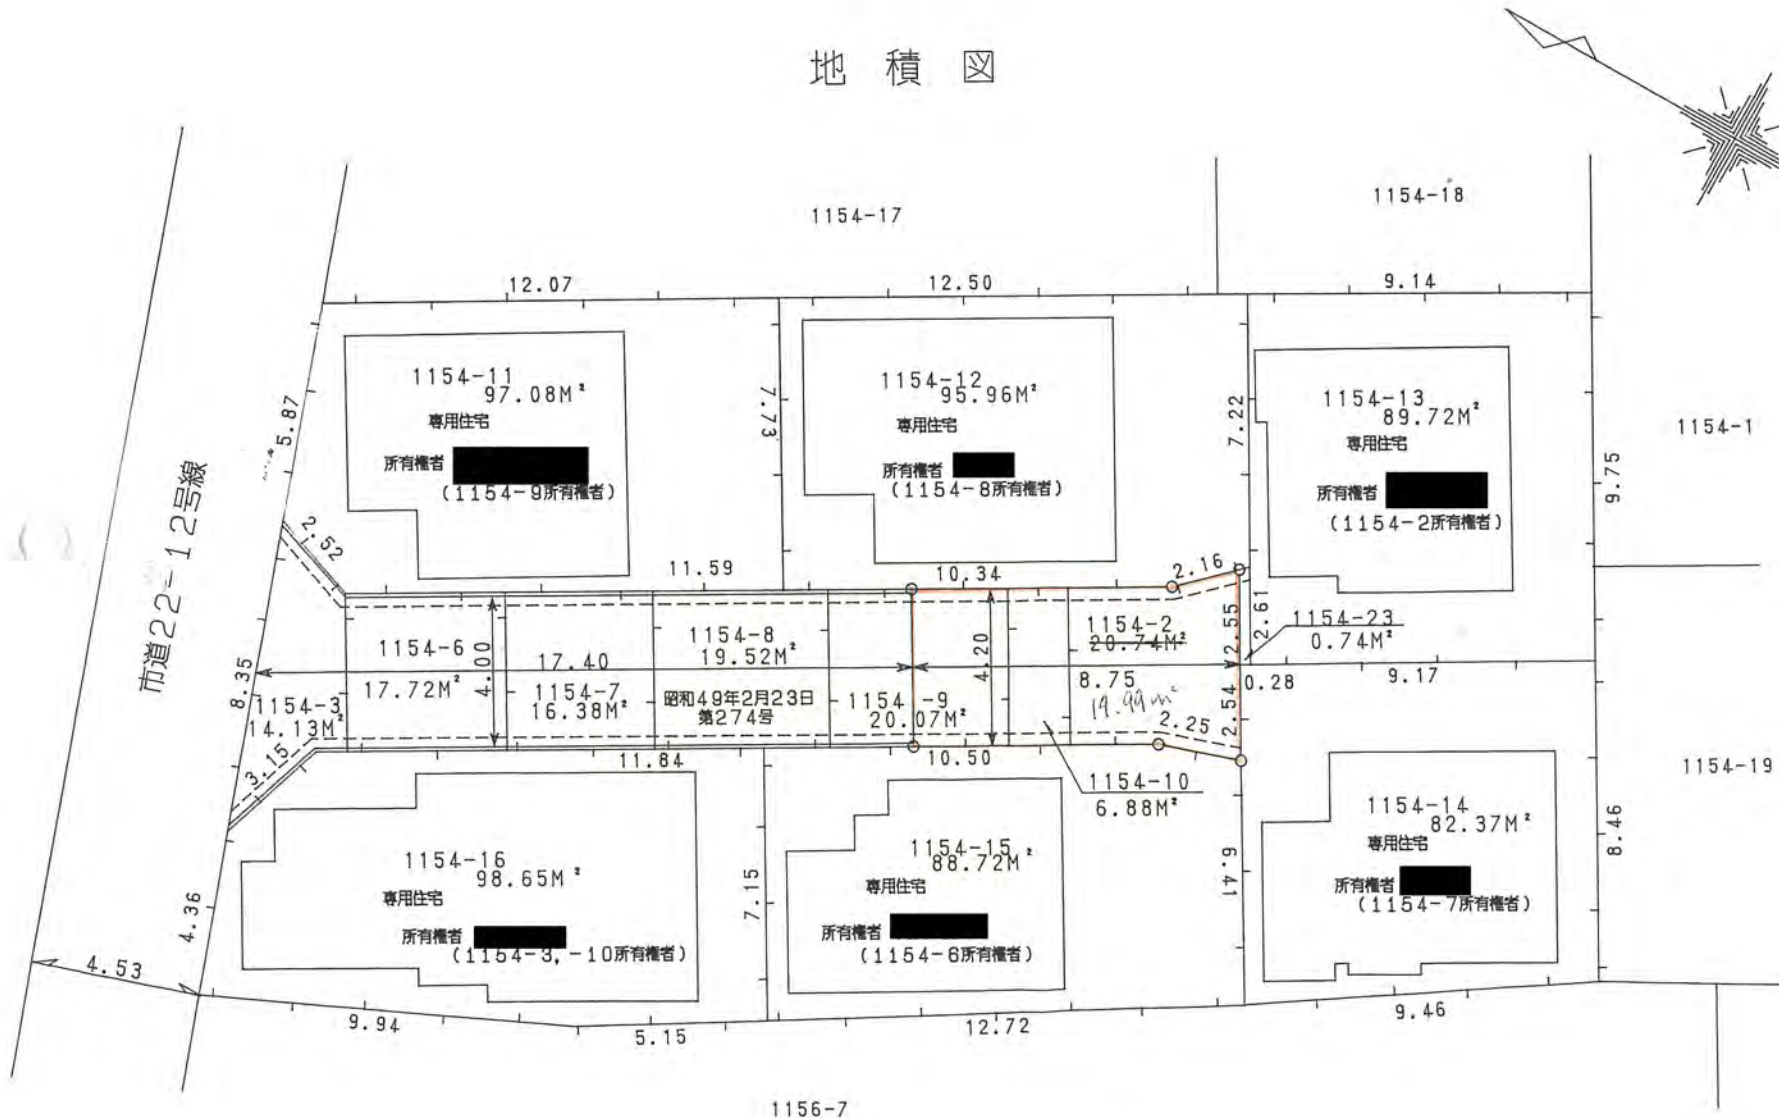 地積図
1154-17
1154-18
12.07
12.50
9.14
1154-11
97.08M²
専用住宅
所有権者
(1154-9所有権者)
7.73
1154-12
95.96M²
専用住宅
所有権者
(1154-8所有権者)
7.22
1154-13
89.72M²
専用住宅
所有権者
(1154-2所有権者)
9.75
1154-1
5.87
市道22-12号線
2.52
11.59
10.34
2.16
8.35
1154-3
14.13M²
1154-6
17.72M²
4.00
17.40
1154-7
16.38M²
1154-8
19.52M²
昭和49年2月23日
第274号
1154-9
20.07M²
4.20
1154-2
20.74M²
8.75
19.99m²
2.55
2.61
2.54
1154-23
0.74M²
0.28
9.17
3.15
11.84
10.50
2.25
1154-10
6.88M²
1154-19
1154-16
98.65M²
専用住宅
所有権者
(1154-3,-10所有権者)
7.15
1154-15
88.72M²
専用住宅
所有権者
(1154-6所有権者)
6.41
1154-14
82.37M²
専用住宅
所有権者
(1154-7所有権者)
8.46
4.36
4.53
9.94
5.15
12.72
9.46
1156-7